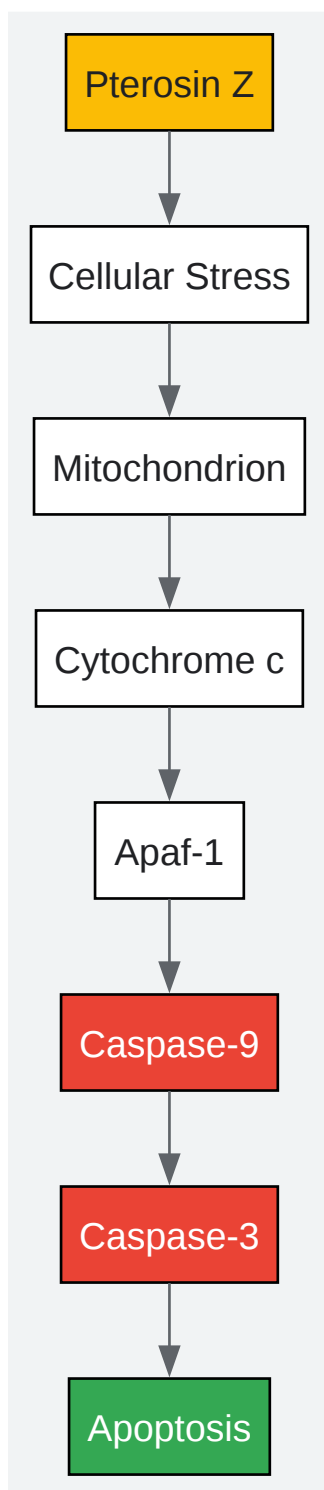 Pterosin Z
Cellular Stress
Mitochondrion
Cytochrome c
Apaf-1
Caspase-9
Caspase-3
Apoptosis